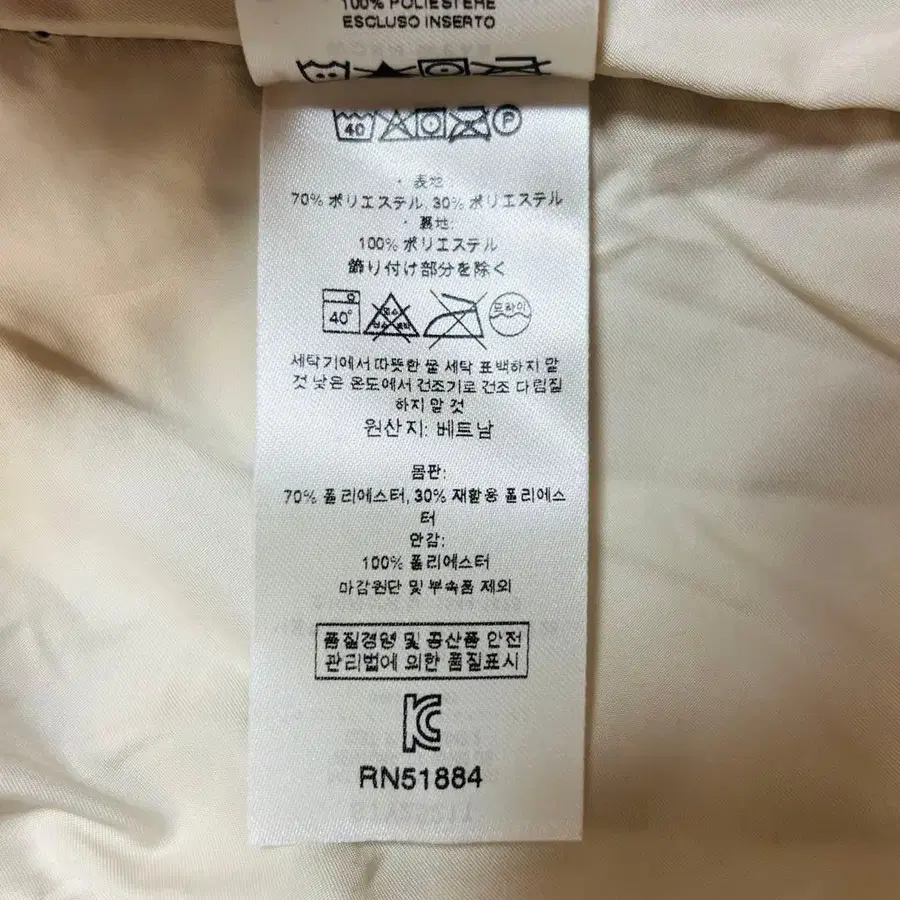 100% POLIESTERE
ESCLUSO INSERTO
40 P
・表地
70% ポリエステル, 30% ポリエステル
・裏地:
100% ポリエステル
飾り付け部分を除く
40° 드라이
세탁기에서 따뜻한 물 세탁 표백하지 말
것 낮은 온도에서 건조기로 건조 다림질
하지 말 것
원산지: 베트남
몸판:
70% 폴리에스터, 30% 재활용 폴리에스
터
안감:
100% 폴리에스터
마감원단 및 부속품 제외
품질경영 및 공산품 안전
관리법에 의한 품질표시
RN51884